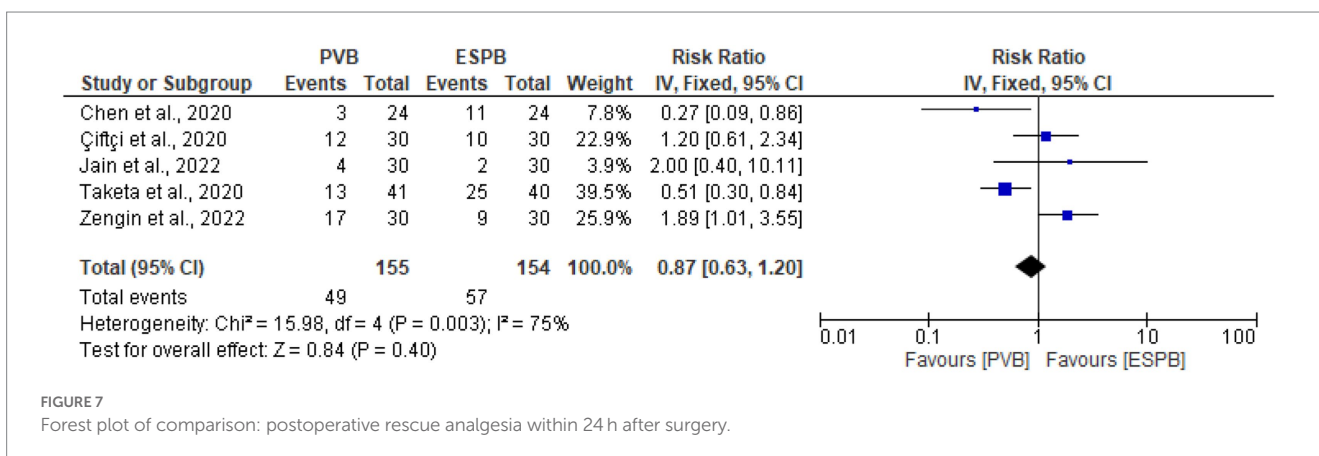 PVB ESPB Risk Ratio Risk Ratio
Study or Subgroup Events Total Events Total Weight IV, Fixed, 95% CI IV, Fixed, 95% CI
Chen et al., 2020 3 24 11 24 7.8% 0.27 [0.09, 0.86]
Çiftçi et al., 2020 12 30 10 30 22.9% 1.20 [0.61, 2.34]
Jain et al., 2022 4 30 2 30 3.9% 2.00 [0.40, 10.11]
Taketa et al., 2020 13 41 25 40 39.5% 0.51 [0.30, 0.84]
Zengin et al., 2022 17 30 9 30 25.9% 1.89 [1.01, 3.55]
Total (95% CI) 155 154 100.0% 0.87 [0.63, 1.20]
Total events 49 57
Heterogeneity: Chi² = 15.98, df = 4 (P = 0.003); I² = 75%
Test for overall effect: Z = 0.84 (P = 0.40)
0.01 0.1 1 10 100
Favours [PVB] Favours [ESPB]
FIGURE 7
Forest plot of comparison: postoperative rescue analgesia within 24 h after surgery.